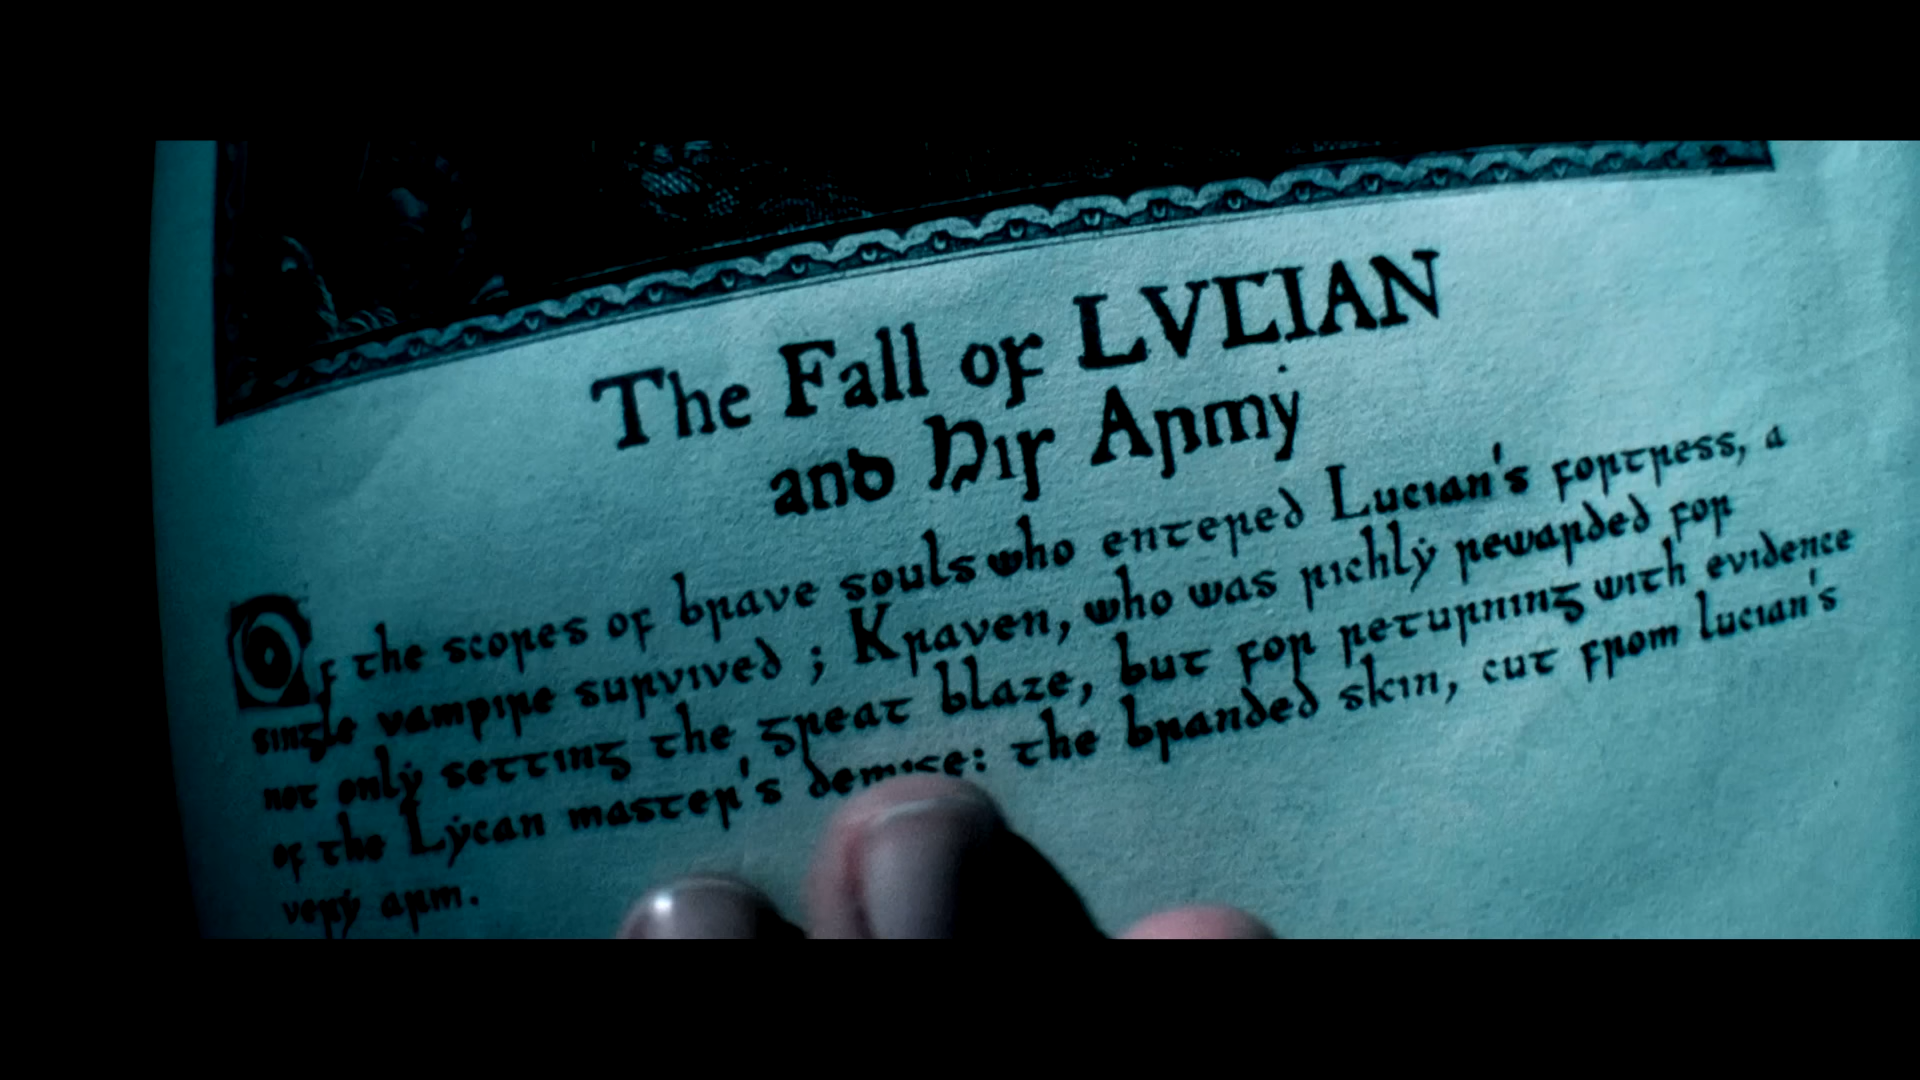 The Fall of LVCIAN
and His Army
Of the scores of brave souls who entered Lucian's fortress, a
single vampire survived ; Kraven, who was richly rewarded for
not only setting the great blaze, but for returning with evidence
of the Lycan master's demise: the branded skin, cut from lucian's
very arm.